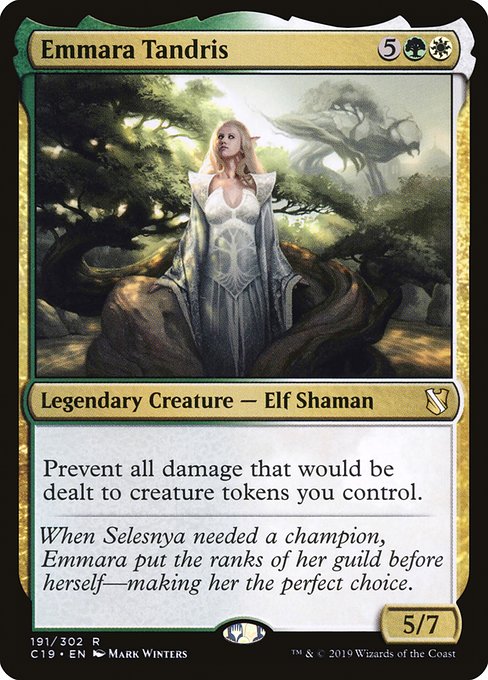 Emmara Tandris 5
Legendary Creature — Elf Shaman
Prevent all damage that would be
dealt to creature tokens you control.
When Selesnya needed a champion,
Emmara put the ranks of her guild before
herself—making her the perfect choice.
5/7
191/302 R
C19 • EN Mark Winters
™ & © 2019 Wizards of the Coast